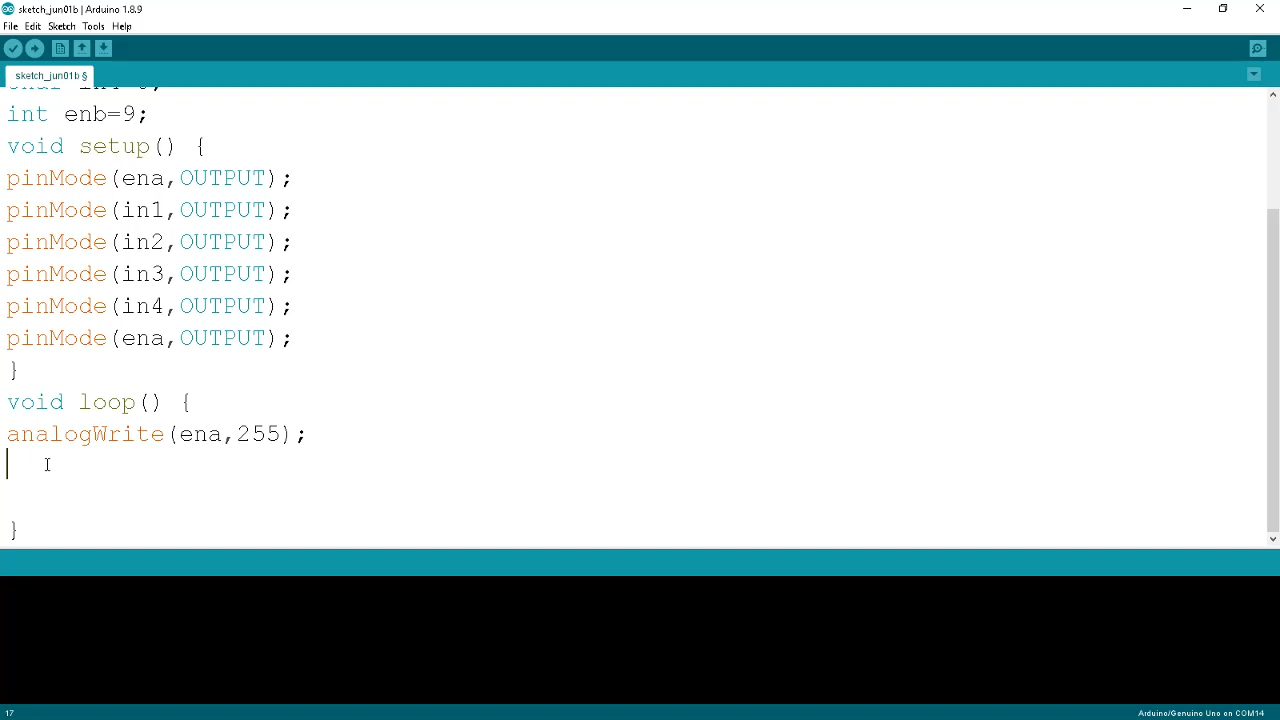 sketch_jun01b | Arduino 1.8.9
File Edit Sketch Tools Help
sketch_jun01b §
int enb=9;
void setup() {
pinMode(ena,OUTPUT);
pinMode(in1,OUTPUT);
pinMode(in2,OUTPUT);
pinMode(in3,OUTPUT);
pinMode(in4,OUTPUT);
pinMode(ena,OUTPUT);
}
void loop() {
analogWrite(ena,255);
}
17
Arduino/Genuino Uno on COM14